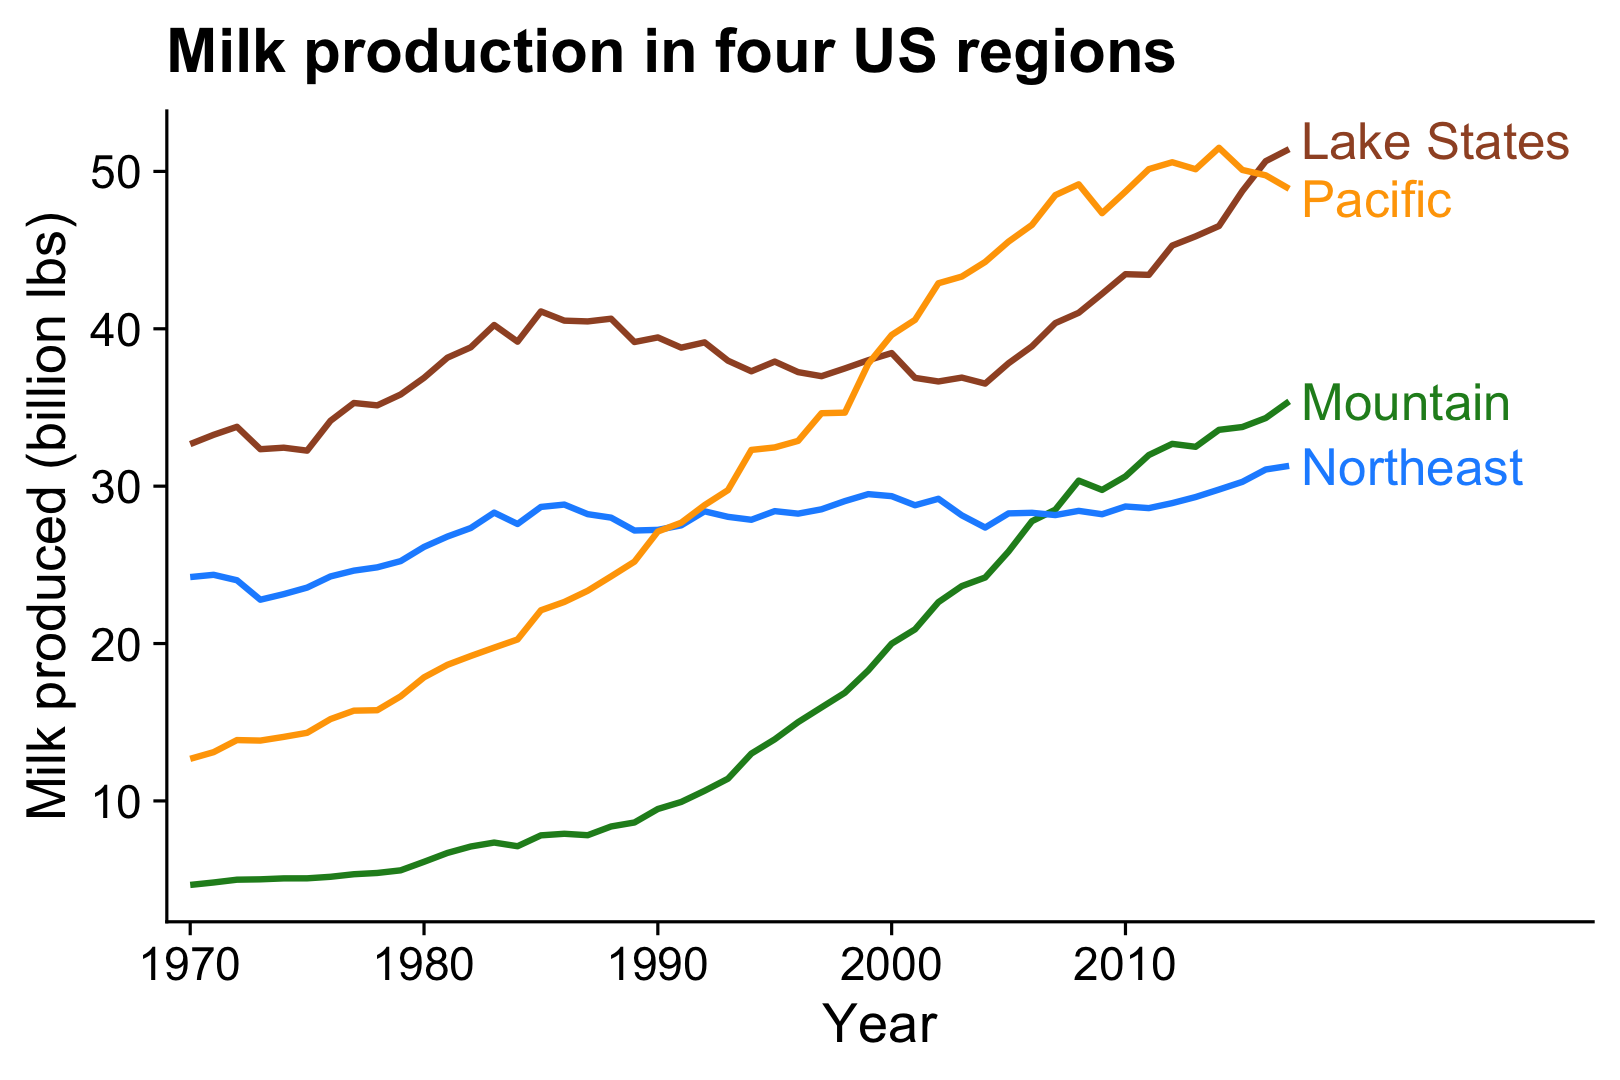 Milk production in four US regions
Milk produced (billion lbs)
50
40
30
20
10
Lake States
Pacific
Mountain
Northeast
1970 1980 1990 2000 2010
Year